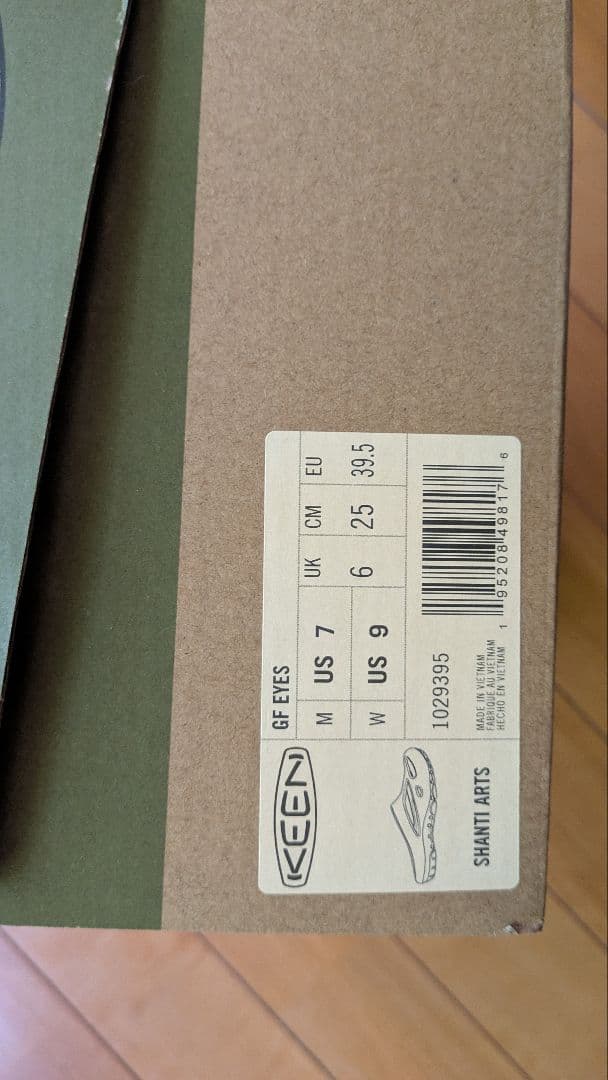 KEEN
GF EYES
M US 7 UK CM EU
W US 9 6 25 39.5
1029395
SHANTI ARTS
MADE IN VIETNAM
FABRIQUE AU VIETNAM
HECHO EN VIETNAM
1 95208 49817 6